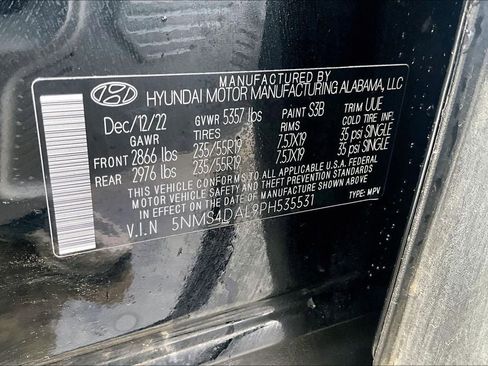 MANUFACTURED BY
HYUNDAI MOTOR MANUFACTURING ALABAMA, LLC
Dec/12/22 GVWR 5357 lbs PAINT S3B TRIM UUE
GAWR TIRES RIMS COLD TIRE INF.
FRONT 2866 lbs 235/55R19 7.5JX19 35 psi SINGLE
REAR 2976 lbs 235/55R19 7.5JX19 35 psi SINGLE
THIS VEHICLE CONFORMS TO ALL APPLICABLE U.S.A. FEDERAL
MOTOR VEHICLE SAFETY AND THEFT PREVENTION STANDARDS
IN EFFECT ON THE DATE OF MANUFACTURE SHOWN ABOVE.
V.I.N 5NMS4DAL9PH535531 TYPE: MPV